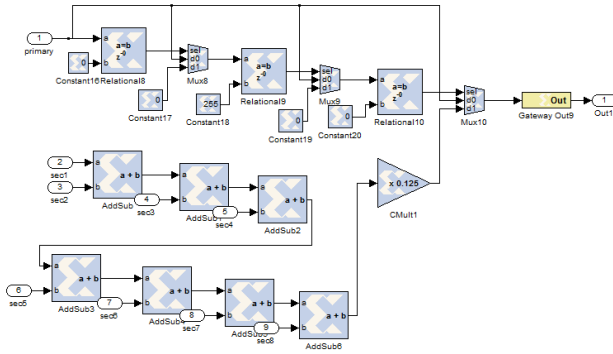 1
primary
a
b
a=b
z^-0
0
Constant16
Relational8
sel
d0
d1
Mux8
0
Constant17
a
b
a=b
z^-0
255
Constant18
Relational9
sel
d0
d1
Mux9
0
Constant19
a
b
a=b
z^-0
0
Constant20
Relational10
sel
d0
d1
Mux10
Out
Gateway Out9
1
Out1
2
sec1
3
sec2
a
b
a + b
AddSub
4
sec3
a
b
a + b
5
sec4
a
b
a + b
AddSub2
x 0.125
CMult1
6
sec5
a
b
a + b
AddSub3
7
sec6
a
b
a + b
8
sec7
a
b
a + b
9
sec8
a
b
a + b
AddSub6